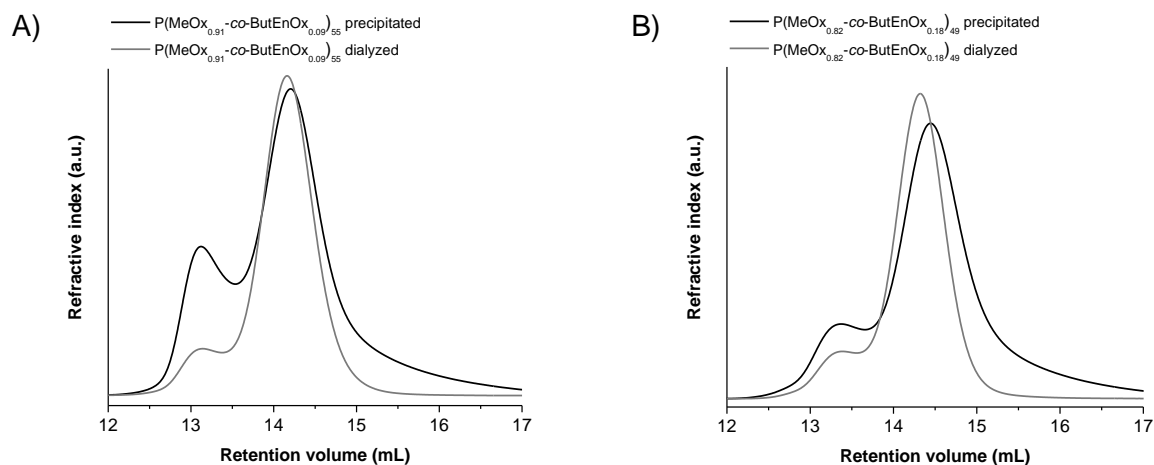 A)
P(MeOx0.91-co-ButEnOx0.09)55 precipitated
P(MeOx0.91-co-ButEnOx0.09)55 dialyzed
Refractive index (a.u.)
12 13 14 15 16 17
Retention volume (mL)
B)
P(MeOx0.82-co-ButEnOx0.18)49 precipitated
P(MeOx0.82-co-ButEnOx0.18)49 dialyzed
Refractive index (a.u.)
12 13 14 15 16 17
Retention volume (mL)